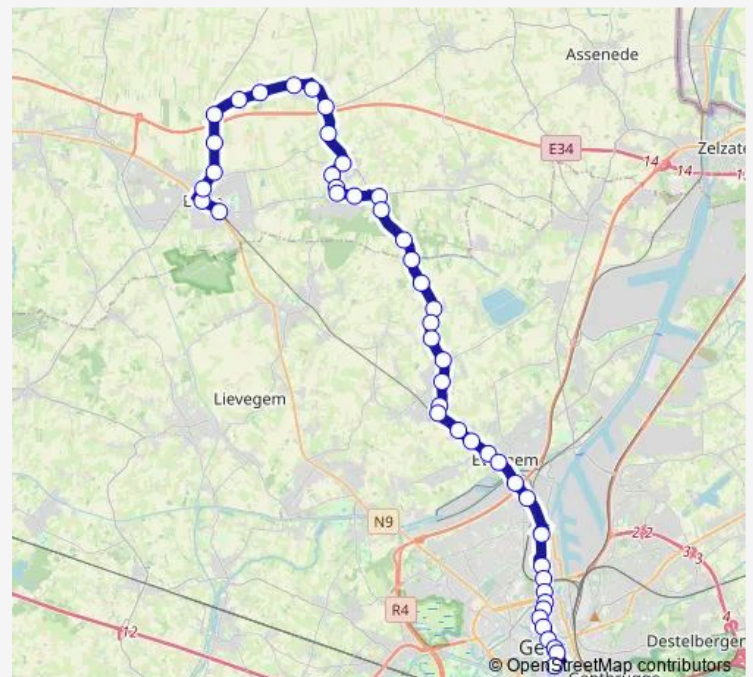 Assenede
E34
14
14
Zelzate
Lievegem
N9
2,2
3,3
R4
4
12
Destelbergen
© OpenStreetMap contributors